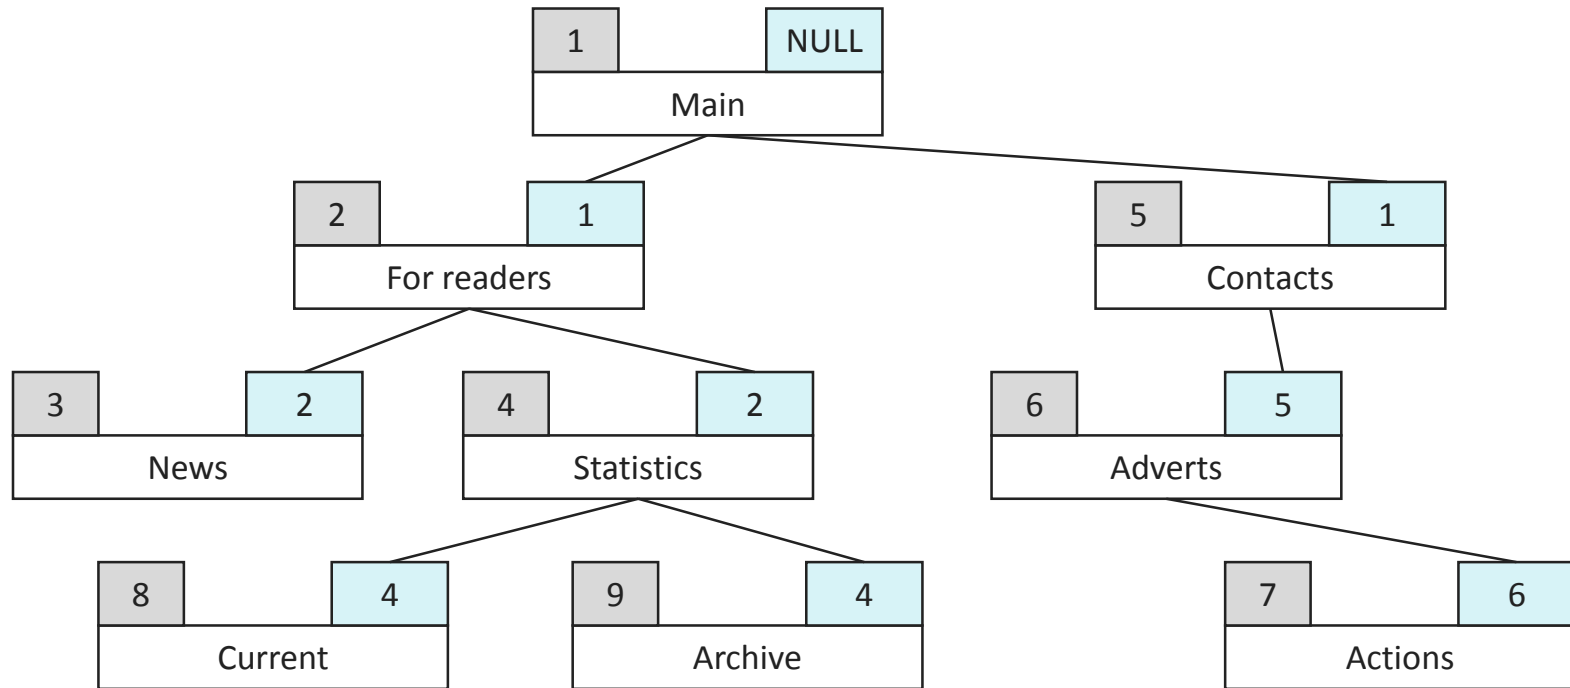 1 NULL
Main
2 1 5 1
For readers Contacts
3 2 4 2 6 5
News Statistics Adverts
8 4 9 4 7 6
Current Archive Actions